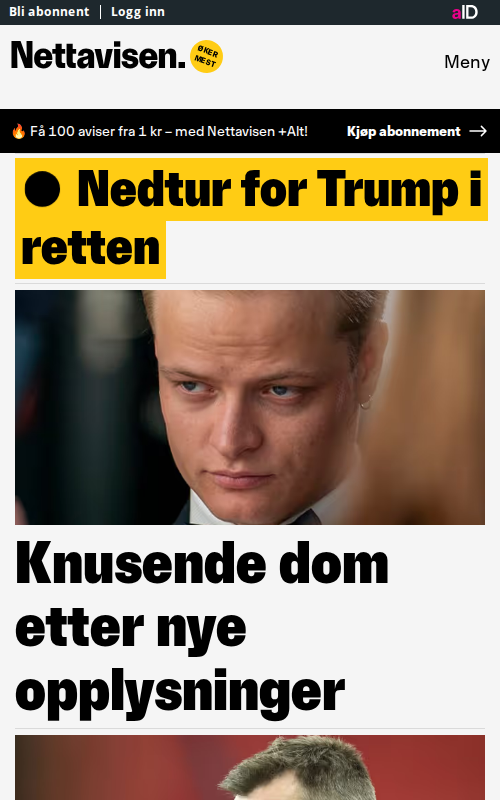 Bli abonnent | Logg inn
aID
Nettavisen.
ØKER
MEST
Meny
🔥 Få 100 aviser fra 1 kr – med Nettavisen +Alt!
Kjøp abonnement →
● Nedtur for Trump i
retten
Knusende dom
etter nye
opplysninger